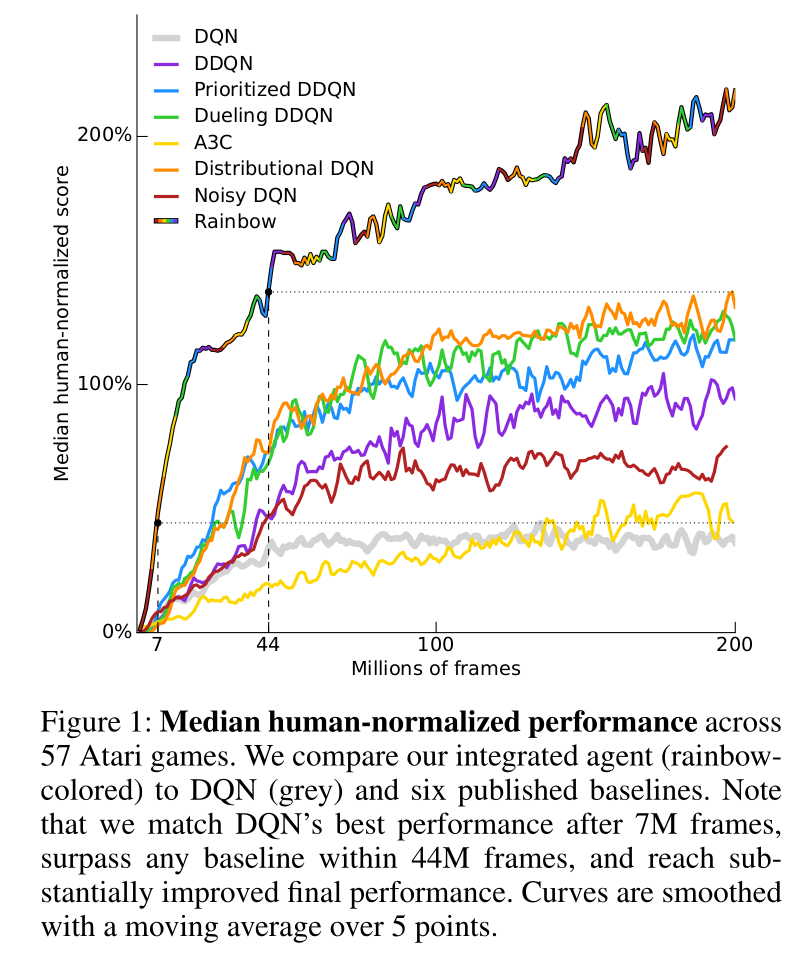 DQN
DDQN
Prioritized DDQN
Dueling DDQN
A3C
Distributional DQN
Noisy DQN
Rainbow
200%
100%
0%
Median human-normalized score
7
44
100
200
Millions of frames
Figure 1: Median human-normalized performance across
57 Atari games. We compare our integrated agent (rainbow-
colored) to DQN (grey) and six published baselines. Note
that we match DQN's best performance after 7M frames,
surpass any baseline within 44M frames, and reach sub-
stantially improved final performance. Curves are smoothed
with a moving average over 5 points.